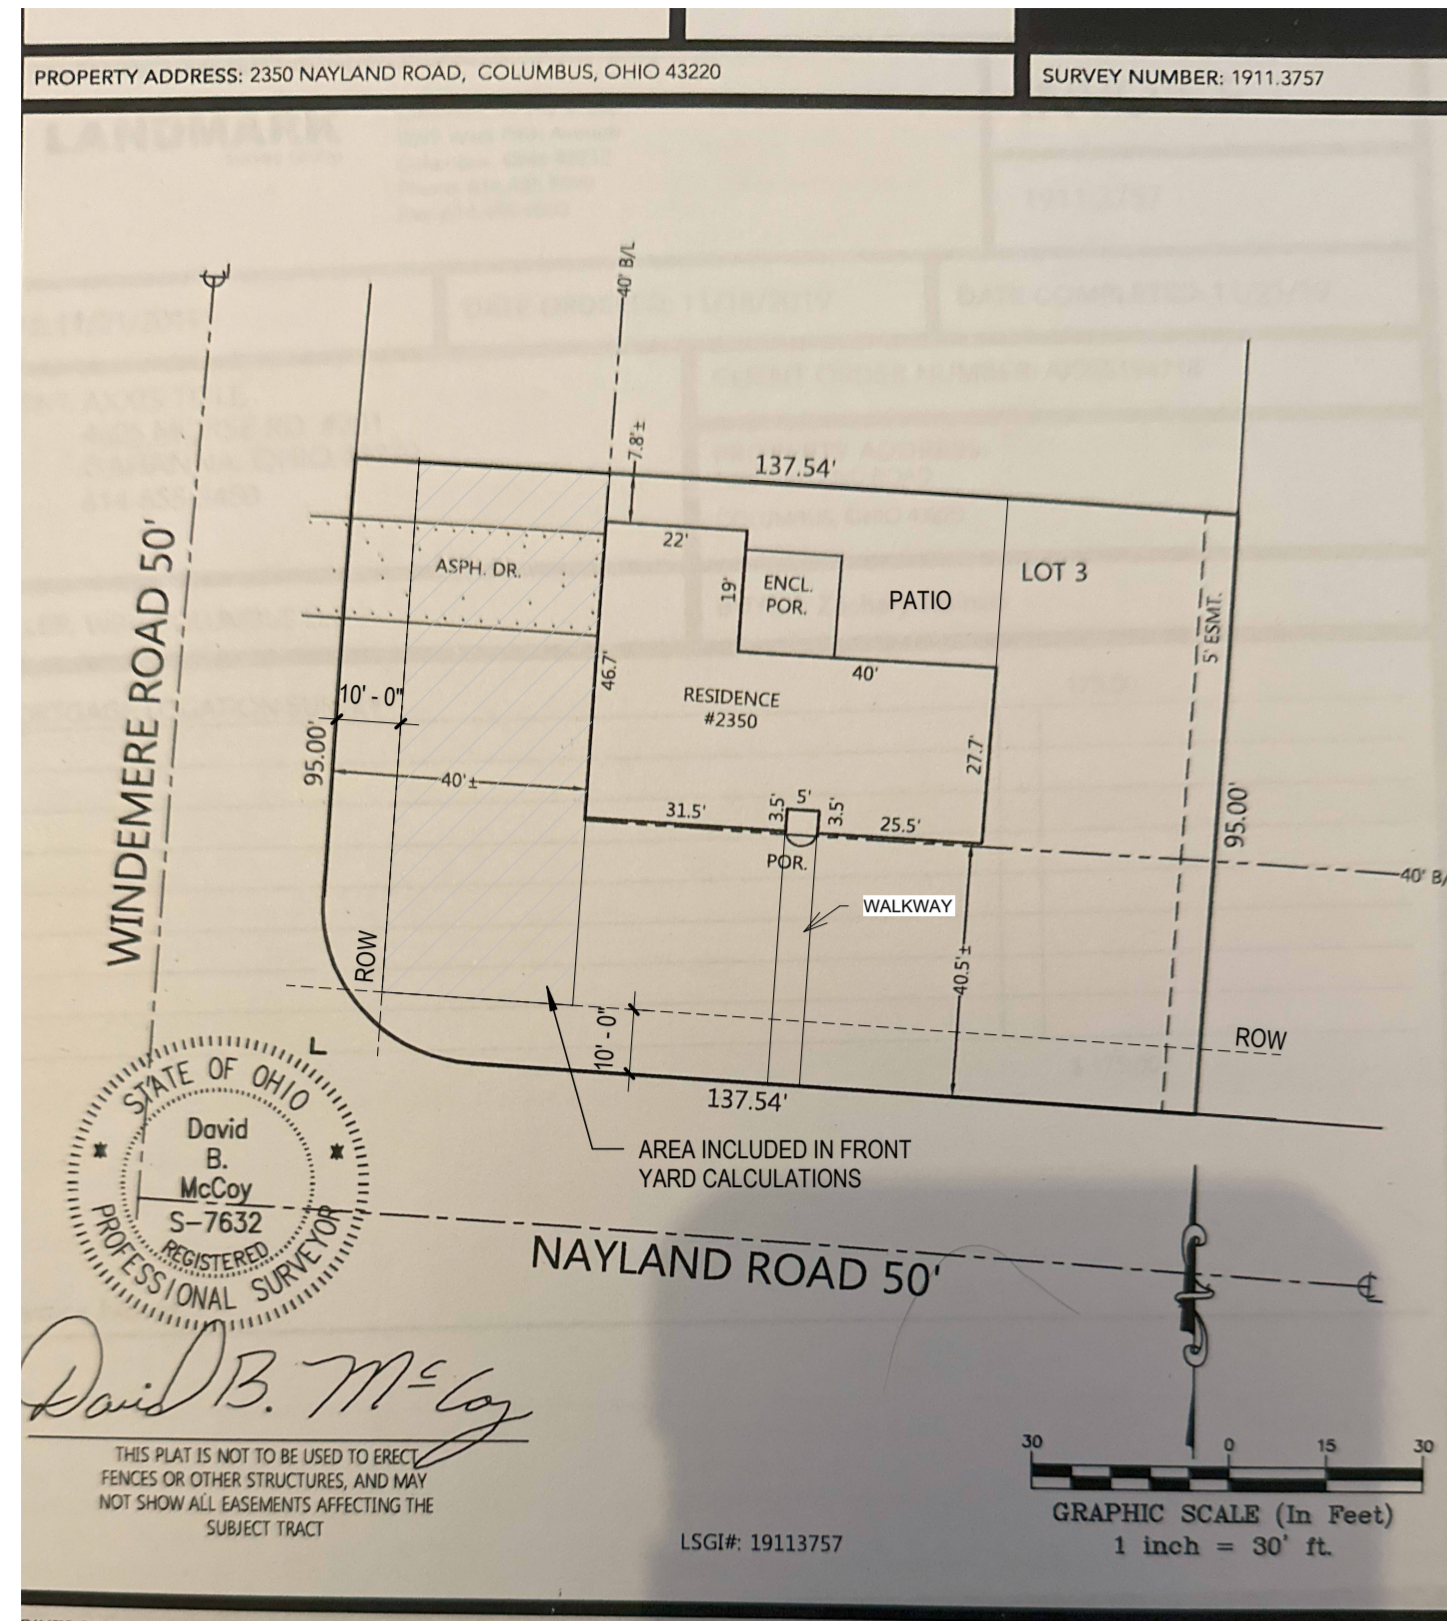 PROPERTY ADDRESS: 2350 NAYLAND ROAD, COLUMBUS, OHIO 43220
SURVEY NUMBER: 1911.3757
LANDMARK
1911.3757
40' B/L
7.8'±
137.54'
WINDEMERE ROAD 50'
ASPH. DR.
22'
19'
ENCL.
POR.
PATIO
LOT 3
5' ESMT.
46.7'
40'
RESIDENCE
#2350
10' - 0"
95.00'
40'±
27.7'
31.5'
3.5'
5'
3.5'
25.5'
POR.
95.00'
40' B/
WALKWAY
ROW
40.5'±
10' - 0"
ROW
137.54'
AREA INCLUDED IN FRONT
YARD CALCULATIONS
STATE OF OHIO
David
B.
McCoy
S-7632
REGISTERED
PROFESSIONAL SURVEYOR
NAYLAND ROAD 50'
David B. McCoy
THIS PLAT IS NOT TO BE USED TO ERECT
FENCES OR OTHER STRUCTURES, AND MAY
NOT SHOW ALL EASEMENTS AFFECTING THE
SUBJECT TRACT
LSGI#: 19113757
30 0 15 30
GRAPHIC SCALE (In Feet)
1 inch = 30' ft.